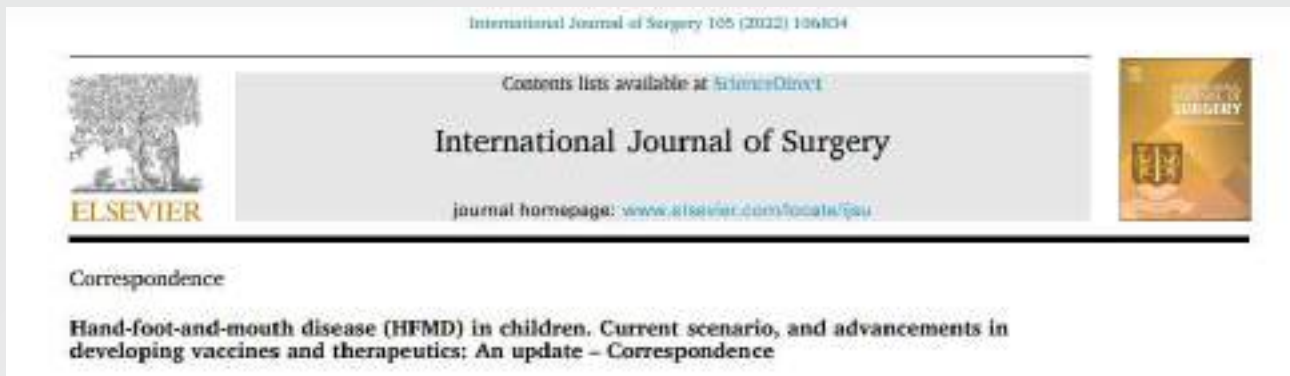 International Journal of Surgery 105 (2022) 106834
Contents lists available at ScienceDirect
International Journal of Surgery
journal homepage: www.elsevier.com/locate/ijsu
ELSEVIER
SURGERY
Correspondence
Hand-foot-and-mouth disease (HFMD) in children. Current scenario, and advancements in
developing vaccines and therapeutics: An update – Correspondence